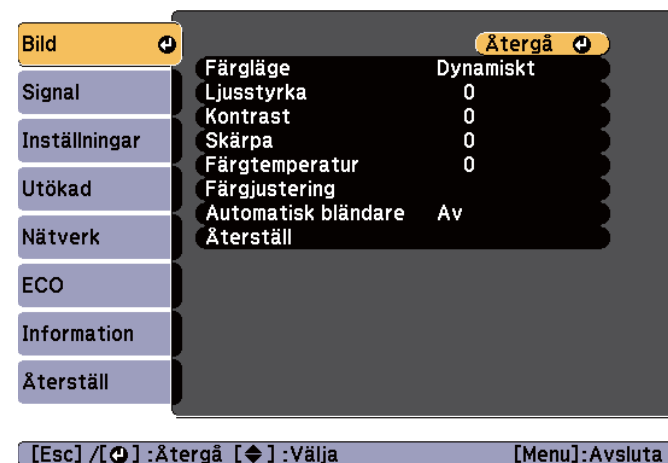 Bild
Signal
Inställningar
Utökad
Nätverk
ECO
Information
Återställ
Återgå
Färgläge Dynamiskt
Ljusstyrka 0
Kontrast 0
Skärpa 0
Färgtemperatur 0
Färgjustering
Automatisk bländare Av
Återställ
[Esc] /[ ] :Återgå [ ] :Välja [Menu]:Avsluta